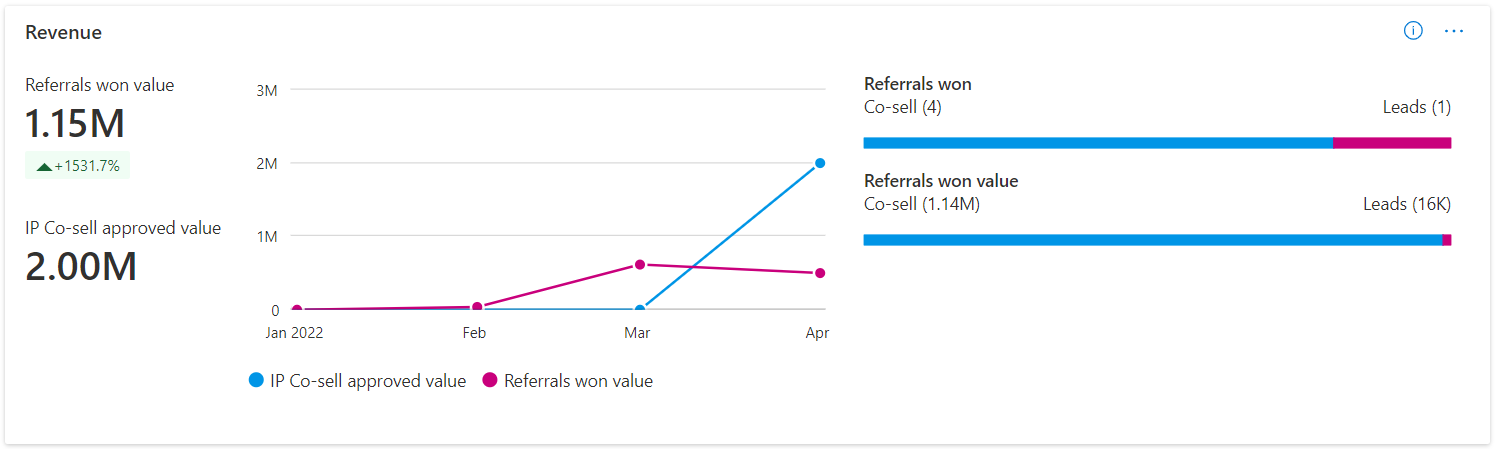 Revenue
Referrals won value
1.15M
+1531.7%
IP Co-sell approved value
2.00M
3M
2M
1M
0
Jan 2022 Feb Mar Apr
IP Co-sell approved value Referrals won value
Referrals won
Co-sell (4) Leads (1)
Referrals won value
Co-sell (1.14M) Leads (16K)